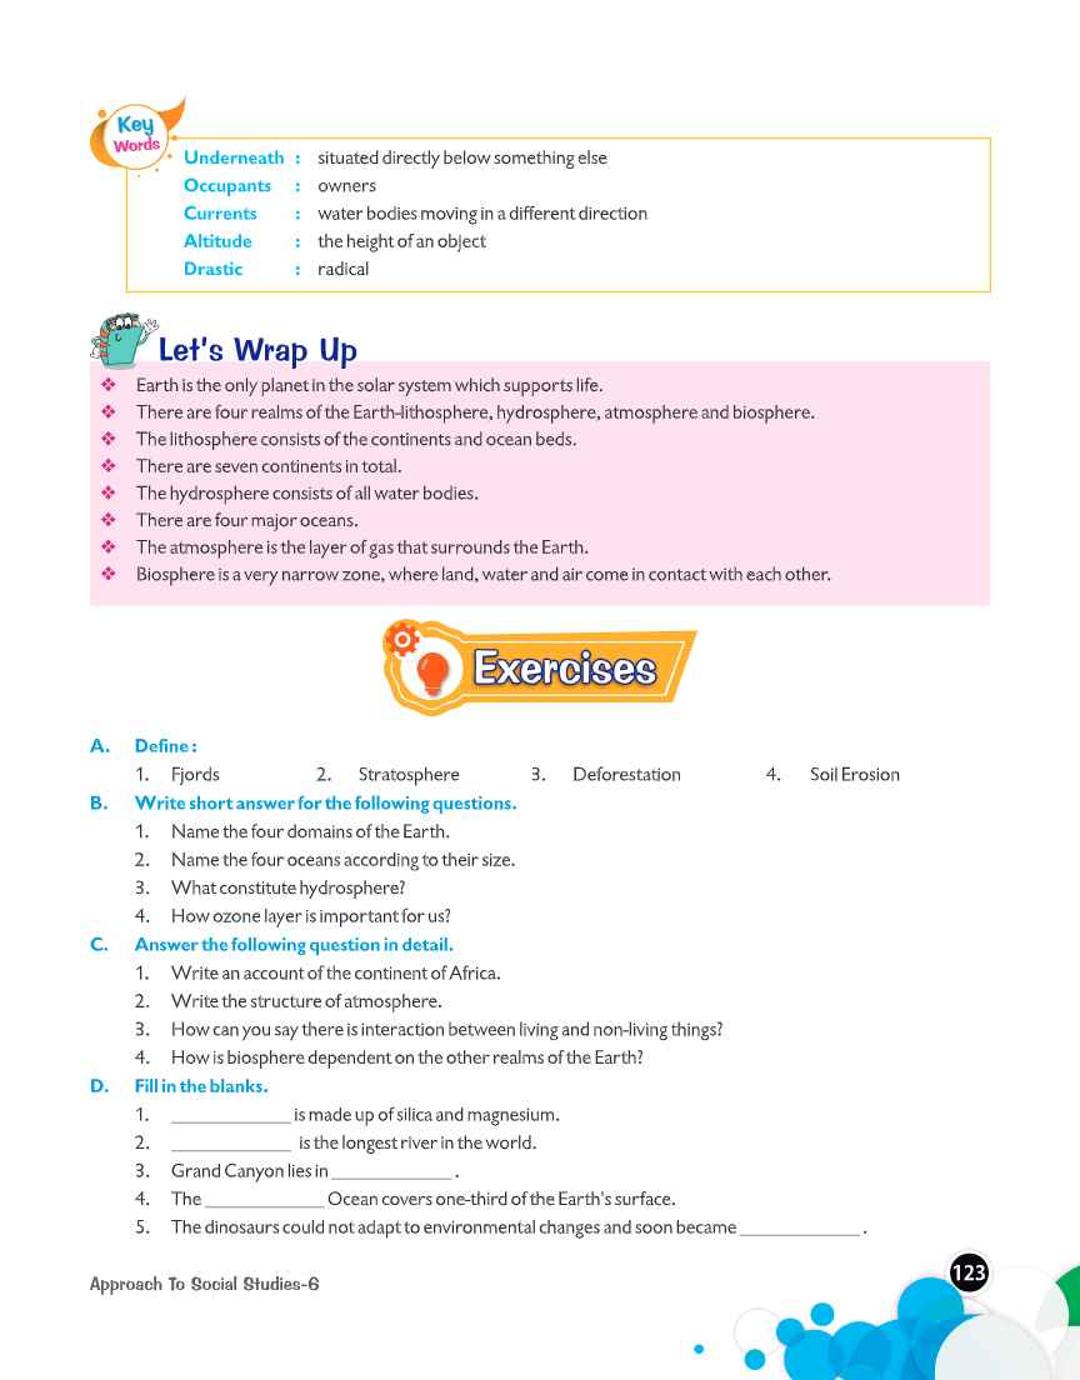 Key
Words
Underneath : situated directly below something else
Occupants : owners
Currents : water bodies moving in a different direction
Altitude : the height of an object
Drastic : radical
Let's Wrap Up
❖ Earth is the only planet in the solar system which supports life.
❖ There are four realms of the Earth-lithosphere, hydrosphere, atmosphere and biosphere.
❖ The lithosphere consists of the continents and ocean beds.
❖ There are seven continents in total.
❖ The hydrosphere consists of all water bodies.
❖ There are four major oceans.
❖ The atmosphere is the layer of gas that surrounds the Earth.
❖ Biosphere is a very narrow zone, where land, water and air come in contact with each other.
Exercises
A. Define :
1. Fjords 2. Stratosphere 3. Deforestation 4. Soil Erosion
B. Write short answer for the following questions.
1. Name the four domains of the Earth.
2. Name the four oceans according to their size.
3. What constitute hydrosphere?
4. How ozone layer is important for us?
C. Answer the following question in detail.
1. Write an account of the continent of Africa.
2. Write the structure of atmosphere.
3. How can you say there is interaction between living and non-living things?
4. How is biosphere dependent on the other realms of the Earth?
D. Fill in the blanks.
1. ____________ is made up of silica and magnesium.
2. ____________ is the longest river in the world.
3. Grand Canyon lies in ____________ .
4. The ____________ Ocean covers one-third of the Earth's surface.
5. The dinosaurs could not adapt to environmental changes and soon became ____________ .
Approach To Social Studies-6
123